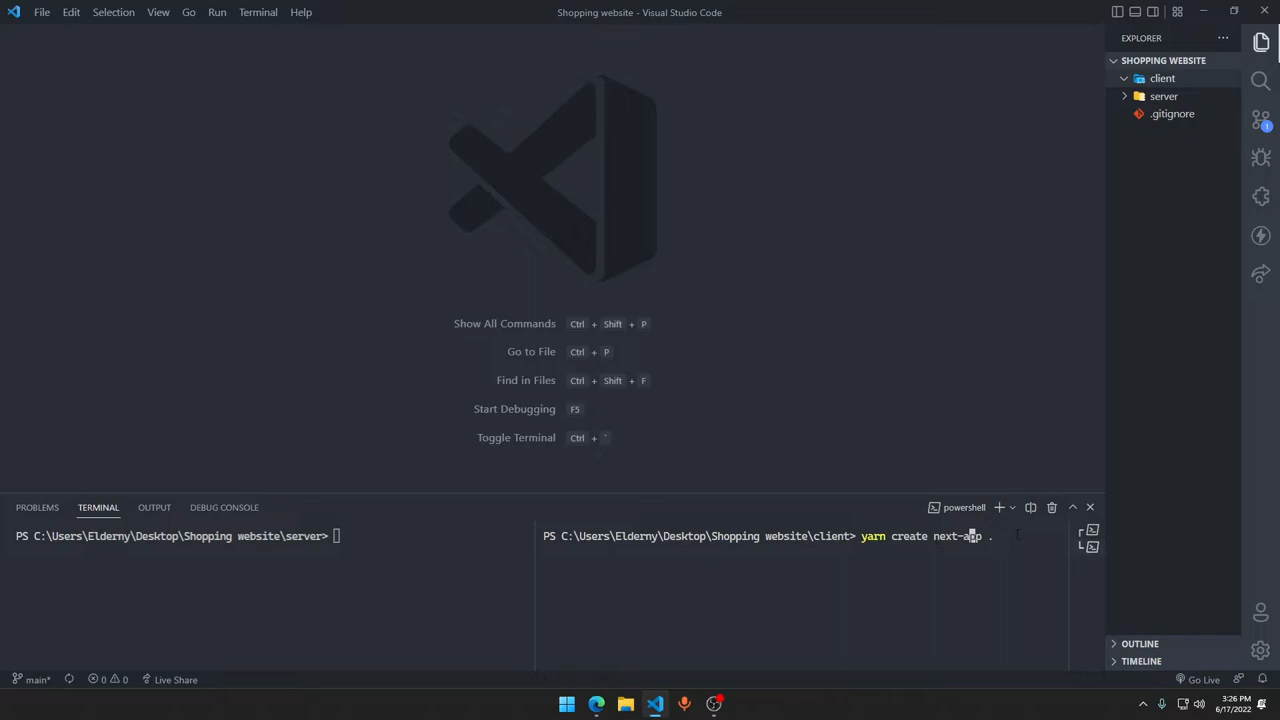 File Edit Selection View Go Run Terminal Help
Shopping website - Visual Studio Code
EXPLORER
SHOPPING WEBSITE
client
server
.gitignore
1
Show All Commands Ctrl + Shift + P
Go to File Ctrl + P
Find in Files Ctrl + Shift + F
Start Debugging F5
Toggle Terminal Ctrl + `
PROBLEMS TERMINAL OUTPUT DEBUG CONSOLE
powershell
PS C:\Users\Elderny\Desktop\Shopping website\server>
PS C:\Users\Elderny\Desktop\Shopping website\client> yarn create next-app .
OUTLINE
TIMELINE
main* 0 0 Live Share
Go Live
3:26 PM
6/17/2022